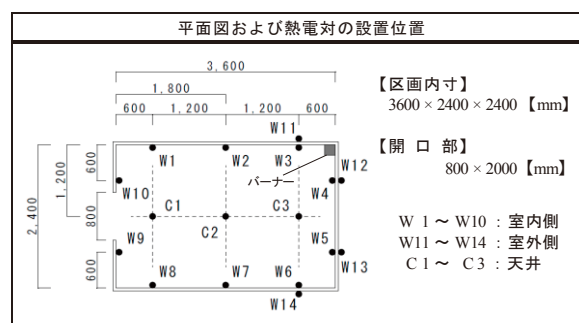 平面図および熱電対の設置位置
3,600
1,800
600 1,200 1,200 600
W11
W1 W2 W3
バーナー
W12
600
1,200
2,400
W10
W4
C1 C2 C3
800
W9
W5
600
W8 W7 W6
W13
W14
【区画内寸】
3600 × 2400 × 2400 【mm】
【開口部】
800 × 2000 【mm】
W 1 ～ W10 : 室内側
W11 ～ W14 : 室外側
C 1 ～ C 3 : 天井